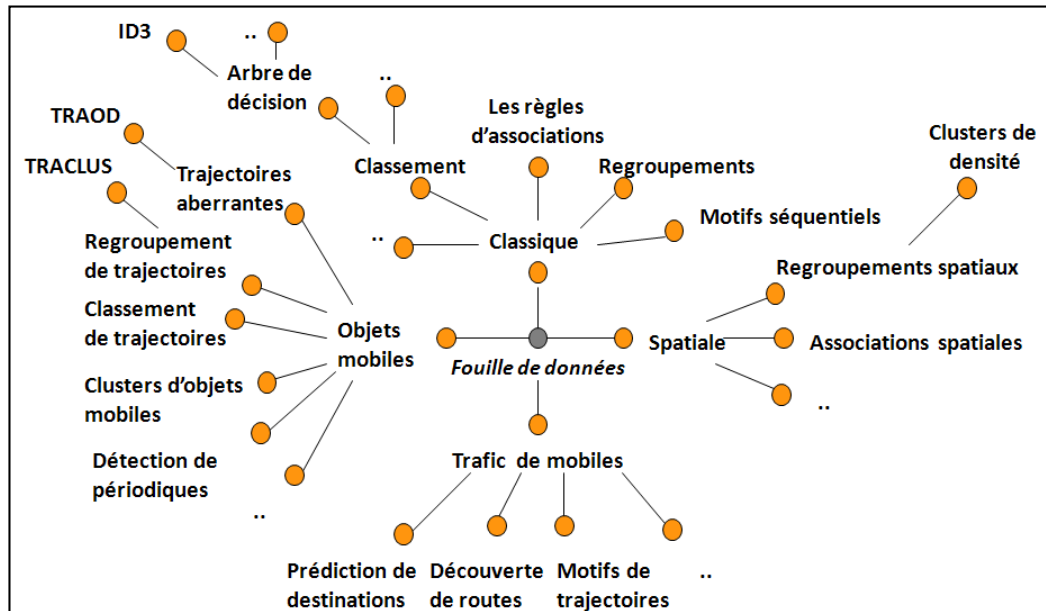 ID3
..
Arbre de
décision
..
TRAOD
Les règles
d'associations
Clusters de
densité
TRACLUS
Trajectoires
aberrantes
Classement
Regroupements
Motifs séquentiels
Regroupement
de trajectoires
..
Classique
Regroupements spatiaux
Classement
de trajectoires
Objets
mobiles
Spatiale
Associations spatiales
Fouille de données
Clusters d'objets
mobiles
..
Détection de
périodiques
Trafic de mobiles
..
Prédiction de
destinations
Découverte
de routes
Motifs de
trajectoires
..